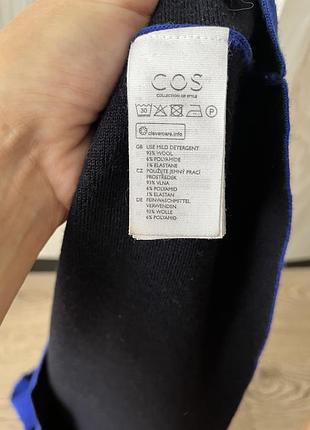 COS
COLLECTION OF STYLE
30 P
clevercare.info
GB USE MILD DETERGENT
93% WOOL
6% POLYAMIDE
1% ELASTANE
CZ POUŽIJTE JEMNÝ PRACÍ
PROSTŘEDEK
93% VLNA
6% POLYAMID
1% ELASTAN
DE FEINWASCHMITTEL
VERWENDEN
93% WOLLE
6% POLYAMID